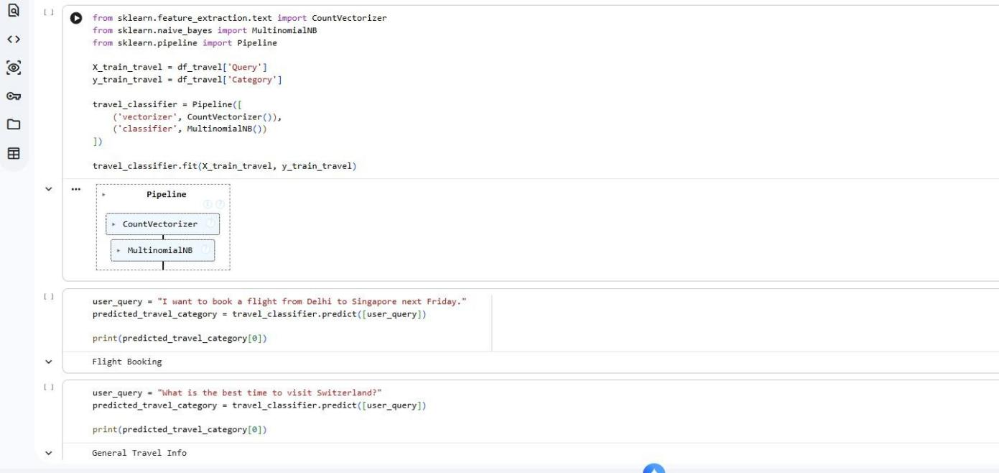 [ ]
from sklearn.feature_extraction.text import CountVectorizer
from sklearn.naive_bayes import MultinomialNB
from sklearn.pipeline import Pipeline
X_train_travel = df_travel['Query']
y_train_travel = df_travel['Category']
travel_classifier = Pipeline([
    ('vectorizer', CountVectorizer()),
    ('classifier', MultinomialNB())
])
travel_classifier.fit(X_train_travel, y_train_travel)
Pipeline
i ?
CountVectorizer ?
MultinomialNB ?
[ ]
user_query = "I want to book a flight from Delhi to Singapore next Friday."
predicted_travel_category = travel_classifier.predict([user_query])
print(predicted_travel_category[0])
Flight Booking
[ ]
user_query = "What is the best time to visit Switzerland?"
predicted_travel_category = travel_classifier.predict([user_query])
print(predicted_travel_category[0])
General Travel Info